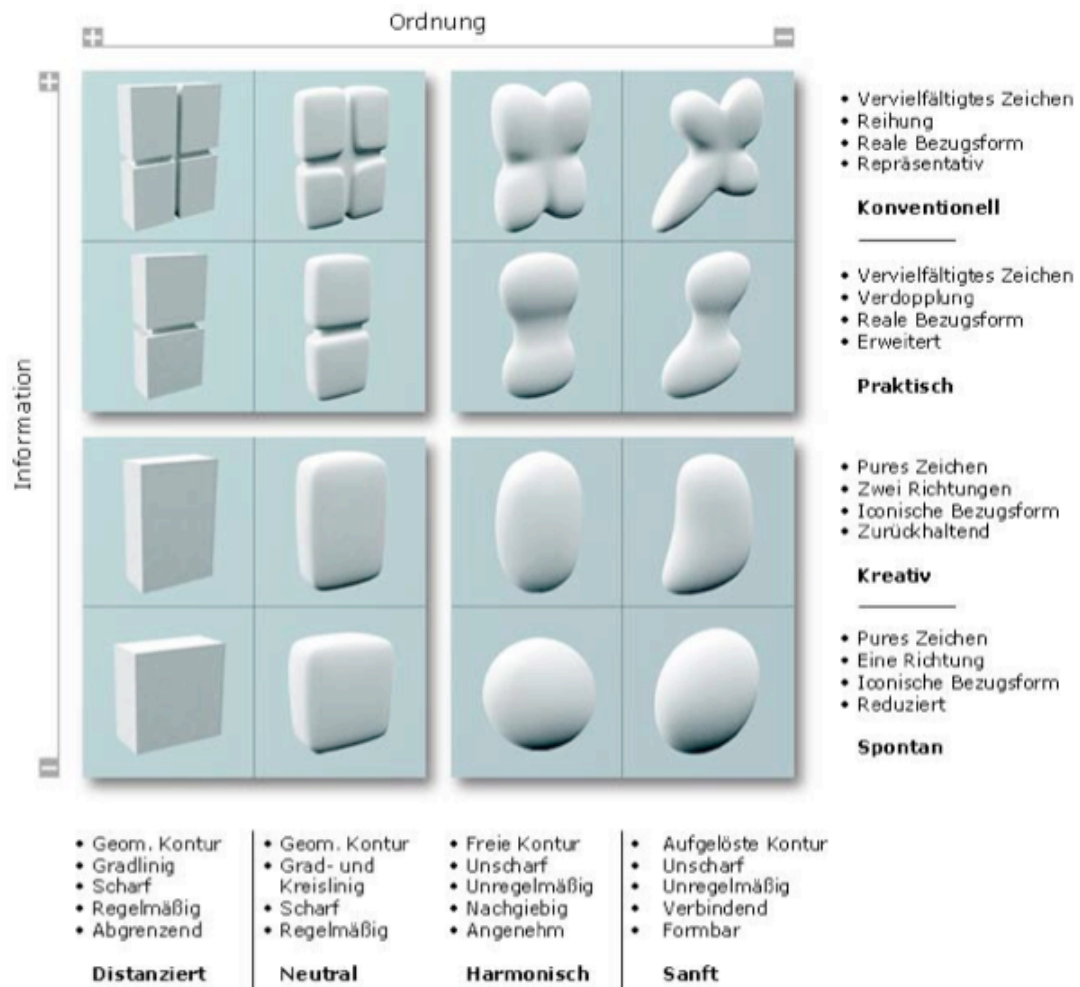 Ordnung
+ −
+
Information
−
• Vervielfältigtes Zeichen
• Reihung
• Reale Bezugsform
• Repräsentativ
Konventionell
• Vervielfältigtes Zeichen
• Verdopplung
• Reale Bezugsform
• Erweitert
Praktisch
• Pures Zeichen
• Zwei Richtungen
• Iconische Bezugsform
• Zurückhaltend
Kreativ
• Pures Zeichen
• Eine Richtung
• Iconische Bezugsform
• Reduziert
Spontan
• Geom. Kontur
• Gradlinig
• Scharf
• Regelmäßig
• Abgrenzend
Distanziert
• Geom. Kontur
• Grad- und
Kreislinig
• Scharf
• Regelmäßig
Neutral
• Freie Kontur
• Unscharf
• Unregelmäßig
• Nachgiebig
• Angenehm
Harmonisch
• Aufgelöste Kontur
• Unscharf
• Unregelmäßig
• Verbindend
• Formbar
Sanft